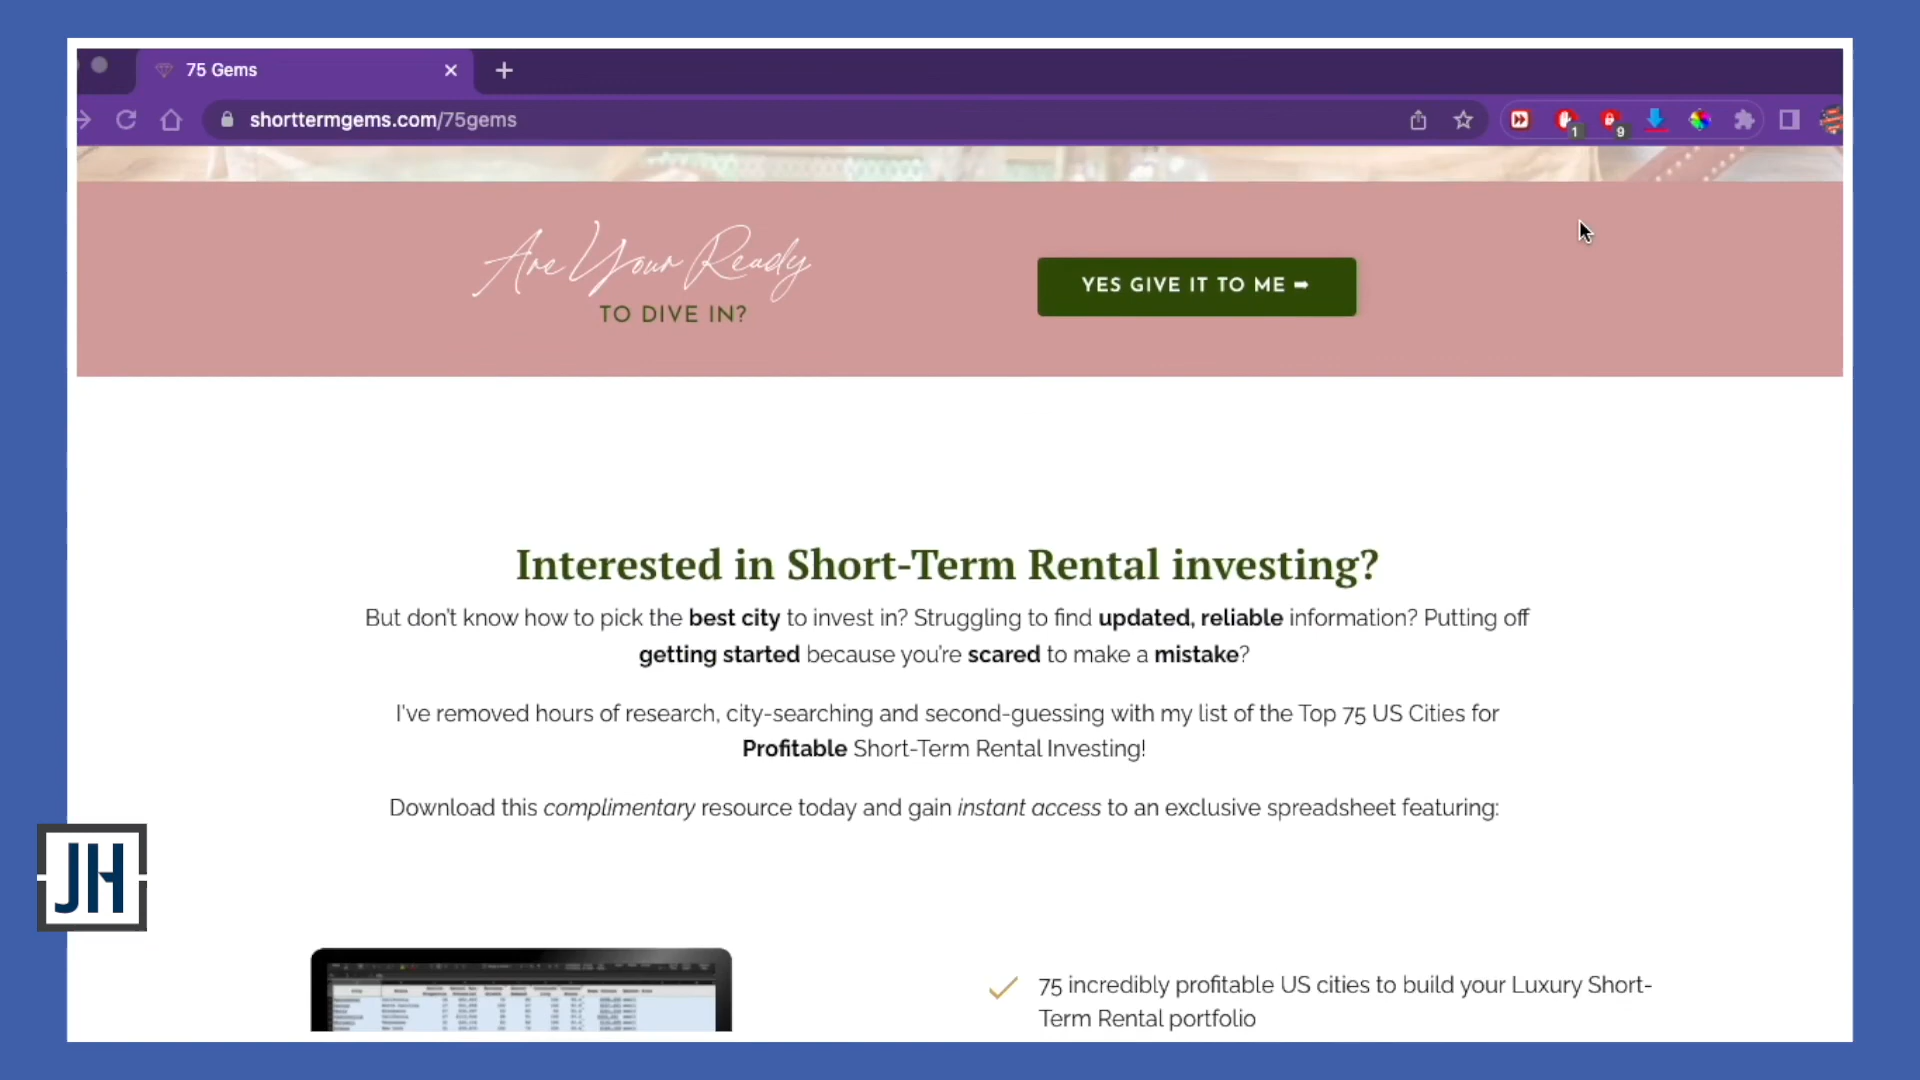 75 Gems
shorttermgems.com/75gems
1
9
Are Your Ready
TO DIVE IN?
YES GIVE IT TO ME ➡
Interested in Short-Term Rental investing?
But don't know how to pick the best city to invest in? Struggling to find updated, reliable information? Putting off
getting started because you're scared to make a mistake?
I've removed hours of research, city-searching and second-guessing with my list of the Top 75 US Cities for
Profitable Short-Term Rental Investing!
Download this complimentary resource today and gain instant access to an exclusive spreadsheet featuring:
JH
75 incredibly profitable US cities to build your Luxury Short-
Term Rental portfolio